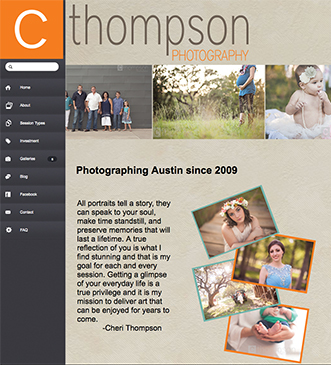 C thompson
PHOTOGRAPHY
Home
About
Session Types
Investment
Galleries
Blog
Facebook
Contact
FAQ
Photographing Austin since 2009
All portraits tell a story, they
can speak to your soul,
make time standstill, and
preserve memories that will
last a lifetime. A true
reflection of you is what I
find stunning and that is my
goal for each and every
session. Getting a glimpse
of your everyday life is a
true privilege and it is my
mission to deliver art that
can be enjoyed for years to
come.
-Cheri Thompson